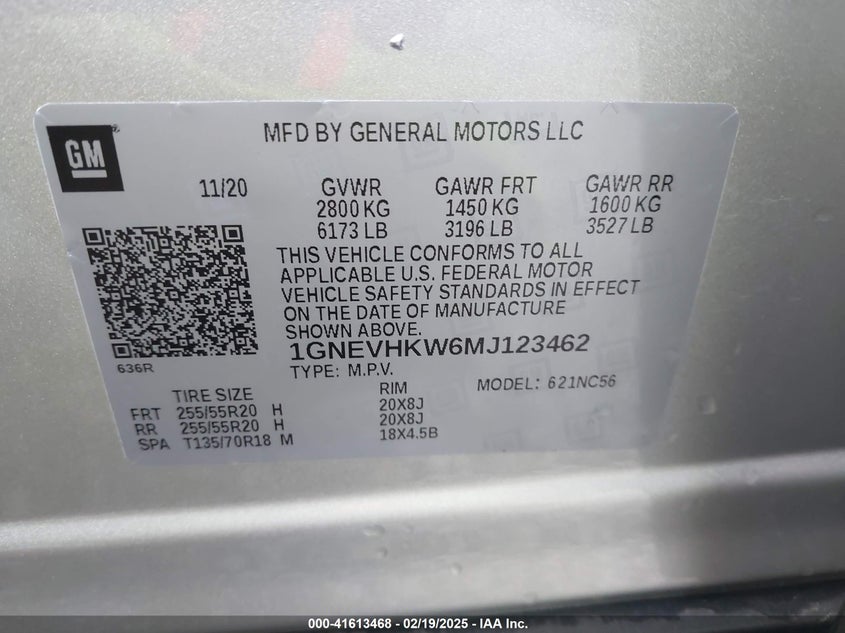 GM
MFD BY GENERAL MOTORS LLC
11/20 GVWR GAWR FRT GAWR RR
2800 KG 1450 KG 1600 KG
6173 LB 3196 LB 3527 LB
THIS VEHICLE CONFORMS TO ALL
APPLICABLE U.S. FEDERAL MOTOR
VEHICLE SAFETY STANDARDS IN EFFECT
ON THE DATE OF MANUFACTURE
SHOWN ABOVE.
1GNEVHKW6MJ123462
636R
TYPE: M.P.V.
MODEL: 621NC56
TIRE SIZE RIM
FRT 255/55R20 H 20X8J
RR 255/55R20 H 20X8J
SPA T135/70R18 M 18X4.5B
000-41613468 - 02/19/2025 - IAA Inc.